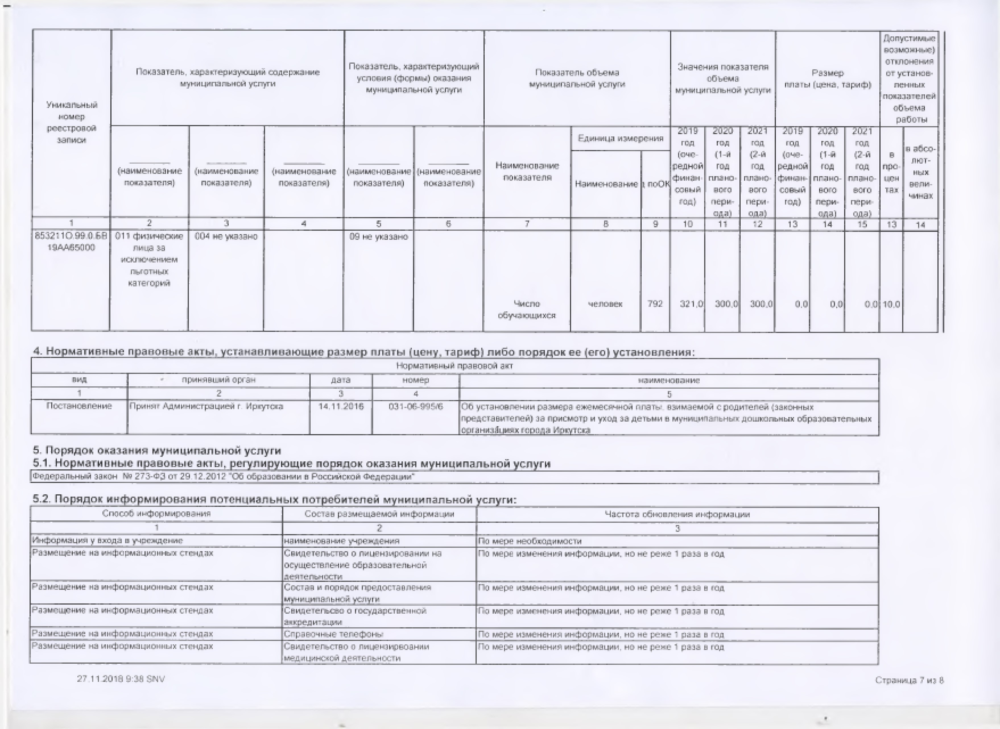 Уникальный
номер
реестровой
записи
Показатель, характеризующий содержание
муниципальной услуги
Показатель, характеризующий
условия (формы) оказания
муниципальной услуги
Показатель объема
муниципальной услуги
Значения показателя
объема
муниципальной услуги
Размер
платы (цена, тариф)
Допустимые
возможные)
отклонения
от установ-
ленных
показателей
объема
работы
(наименование
показателя)
(наименование
показателя)
(наименование
показателя)
(наименование
показателя)
(наименование
показателя)
Наименование
показателя
Единица измерения
Наименование
поОК
2019
год
(оче-
редной
финан-
совый
год)
2020
год
(1-й
год
плано-
вого
пери-
ода)
2021
год
(2-й
год
плано-
вого
пери-
ода)
2019
год
(оче-
редной
финан-
совый
год)
2020
год
(1-й
год
плано-
вого
пери-
ода)
2021
год
(2-й
год
плано-
вого
пери-
ода)
в
про-
цен
тах
в абсо-
лют-
ных
вели-
чинах
1 2 3 4 5 6 7 8 9 10 11 12 13 14 15 13 14
853211О.99.0.БВ
19АА65000
011 физические
лица за
исключением
льготных
категорий
004 не указано
09 не указано
Число
обучающихся
человек 792 321,0 300,0 300,0 0,0 0,0 0,0 10,0
4. Нормативные правовые акты, устанавливающие размер платы (цену, тариф) либо порядок ее (его) установления:
Нормативный правовой акт
вид принявший орган дата номер наименование
1 2 3 4 5
Постановление Принят Администрацией г. Иркутска 14.11.2016 031-06-995/6 Об установлении размера ежемесячной платы, взимаемой с родителей (законных
представителей) за присмотр и уход за детьми в муниципальных дошкольных образовательных
организациях города Иркутска
5. Порядок оказания муниципальной услуги
5.1. Нормативные правовые акты, регулирующие порядок оказания муниципальной услуги
Федеральный закон № 273-ФЗ от 29.12.2012 "Об образовании в Российской Федерации"
5.2. Порядок информирования потенциальных потребителей муниципальной услуги:
Способ информирования Состав размещаемой информации Частота обновления информации
1 2 3
Информация у входа в учреждение наименование учреждения По мере необходимости
Размещение на информационных стендах Свидетельство о лицензировании на По мере изменения информации, но не реже 1 раза в год
осуществление образовательной
деятельности
Размещение на информационных стендах Состав и порядок предоставления По мере изменения информации, но не реже 1 раза в год
муниципальной услуги
Размещение на информационных стендах Свидетельсво о государственной По мере изменения информации, но не реже 1 раза в год
аккредитации
Размещение на информационных стендах Справочные телефоны По мере изменения информации, но не реже 1 раза в год
Размещение на информационных стендах Свидетельство о лицензирвоании По мере изменения информации, но не реже 1 раза в год
медицинской деятельности
27.11.2018 9:38 SNV
Страница 7 из 8